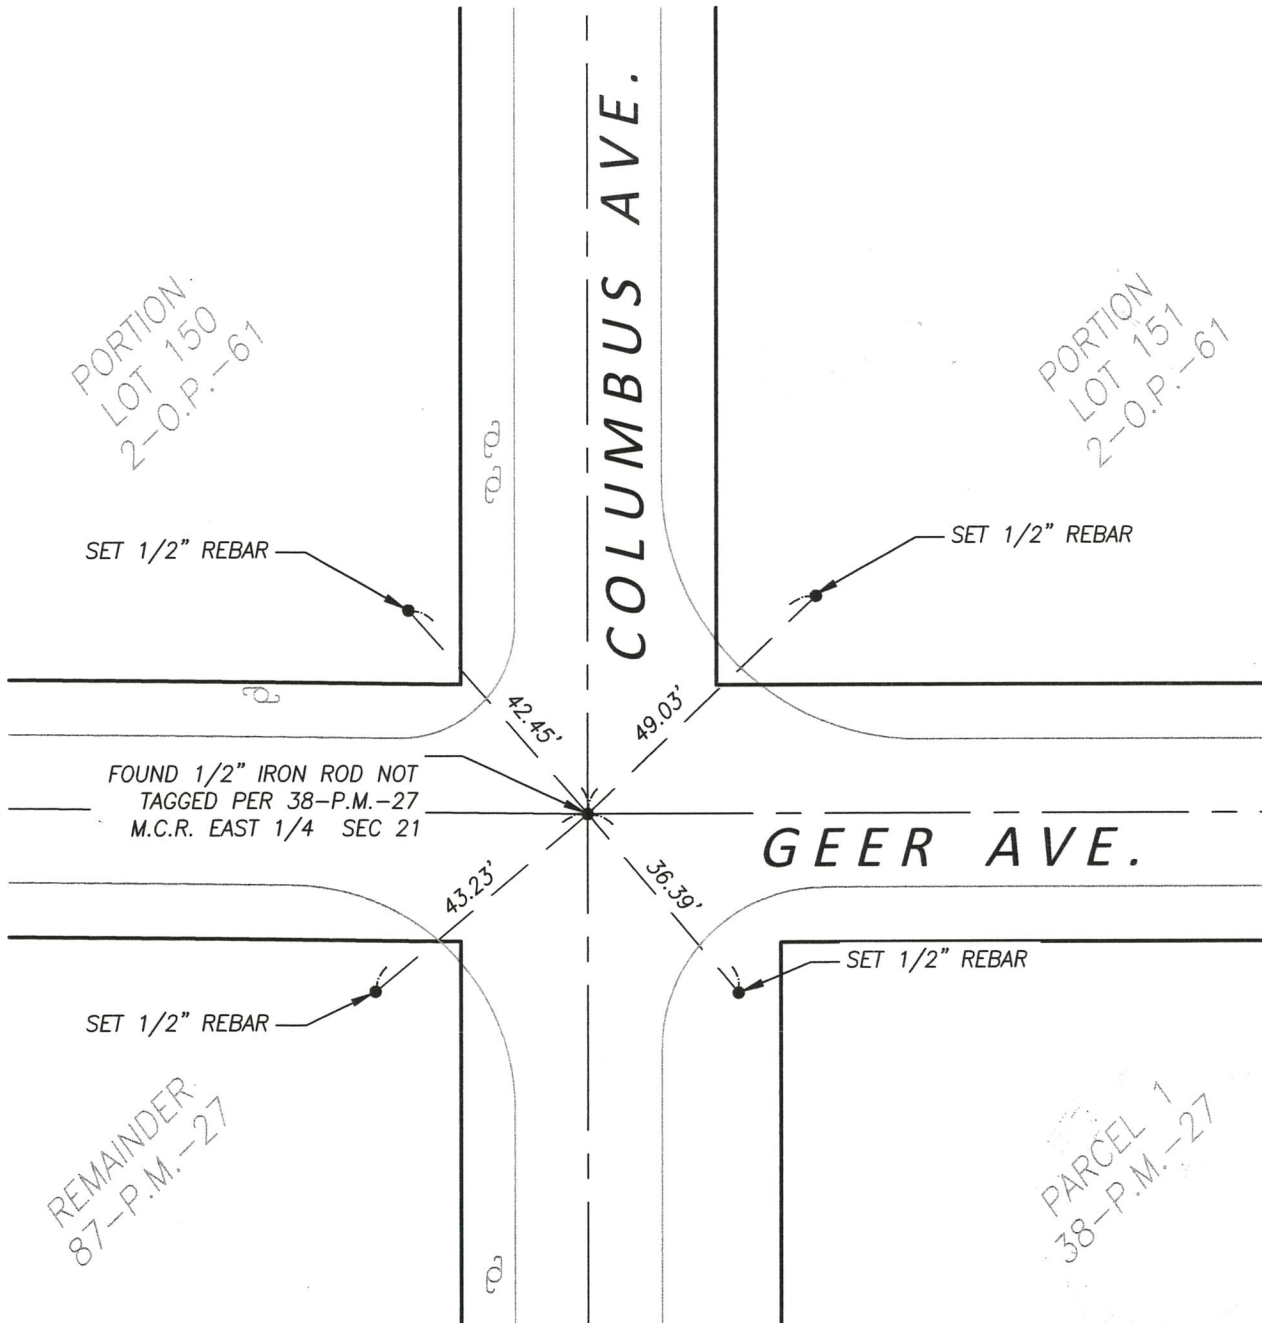 COLUMBUS AVE.
PORTION
LOT 150
2-O.P.-61
PORTION
LOT 151
2-O.P.-61
SET 1/2" REBAR
SET 1/2" REBAR
42.45'
49.03'
FOUND 1/2" IRON ROD NOT
TAGGED PER 38-P.M.-27
M.C.R. EAST 1/4 SEC 21
GEER AVE.
43.23'
36.39'
SET 1/2" REBAR
SET 1/2" REBAR
REMAINDER
87-P.M.-27
PARCEL 1
38-P.M.-27